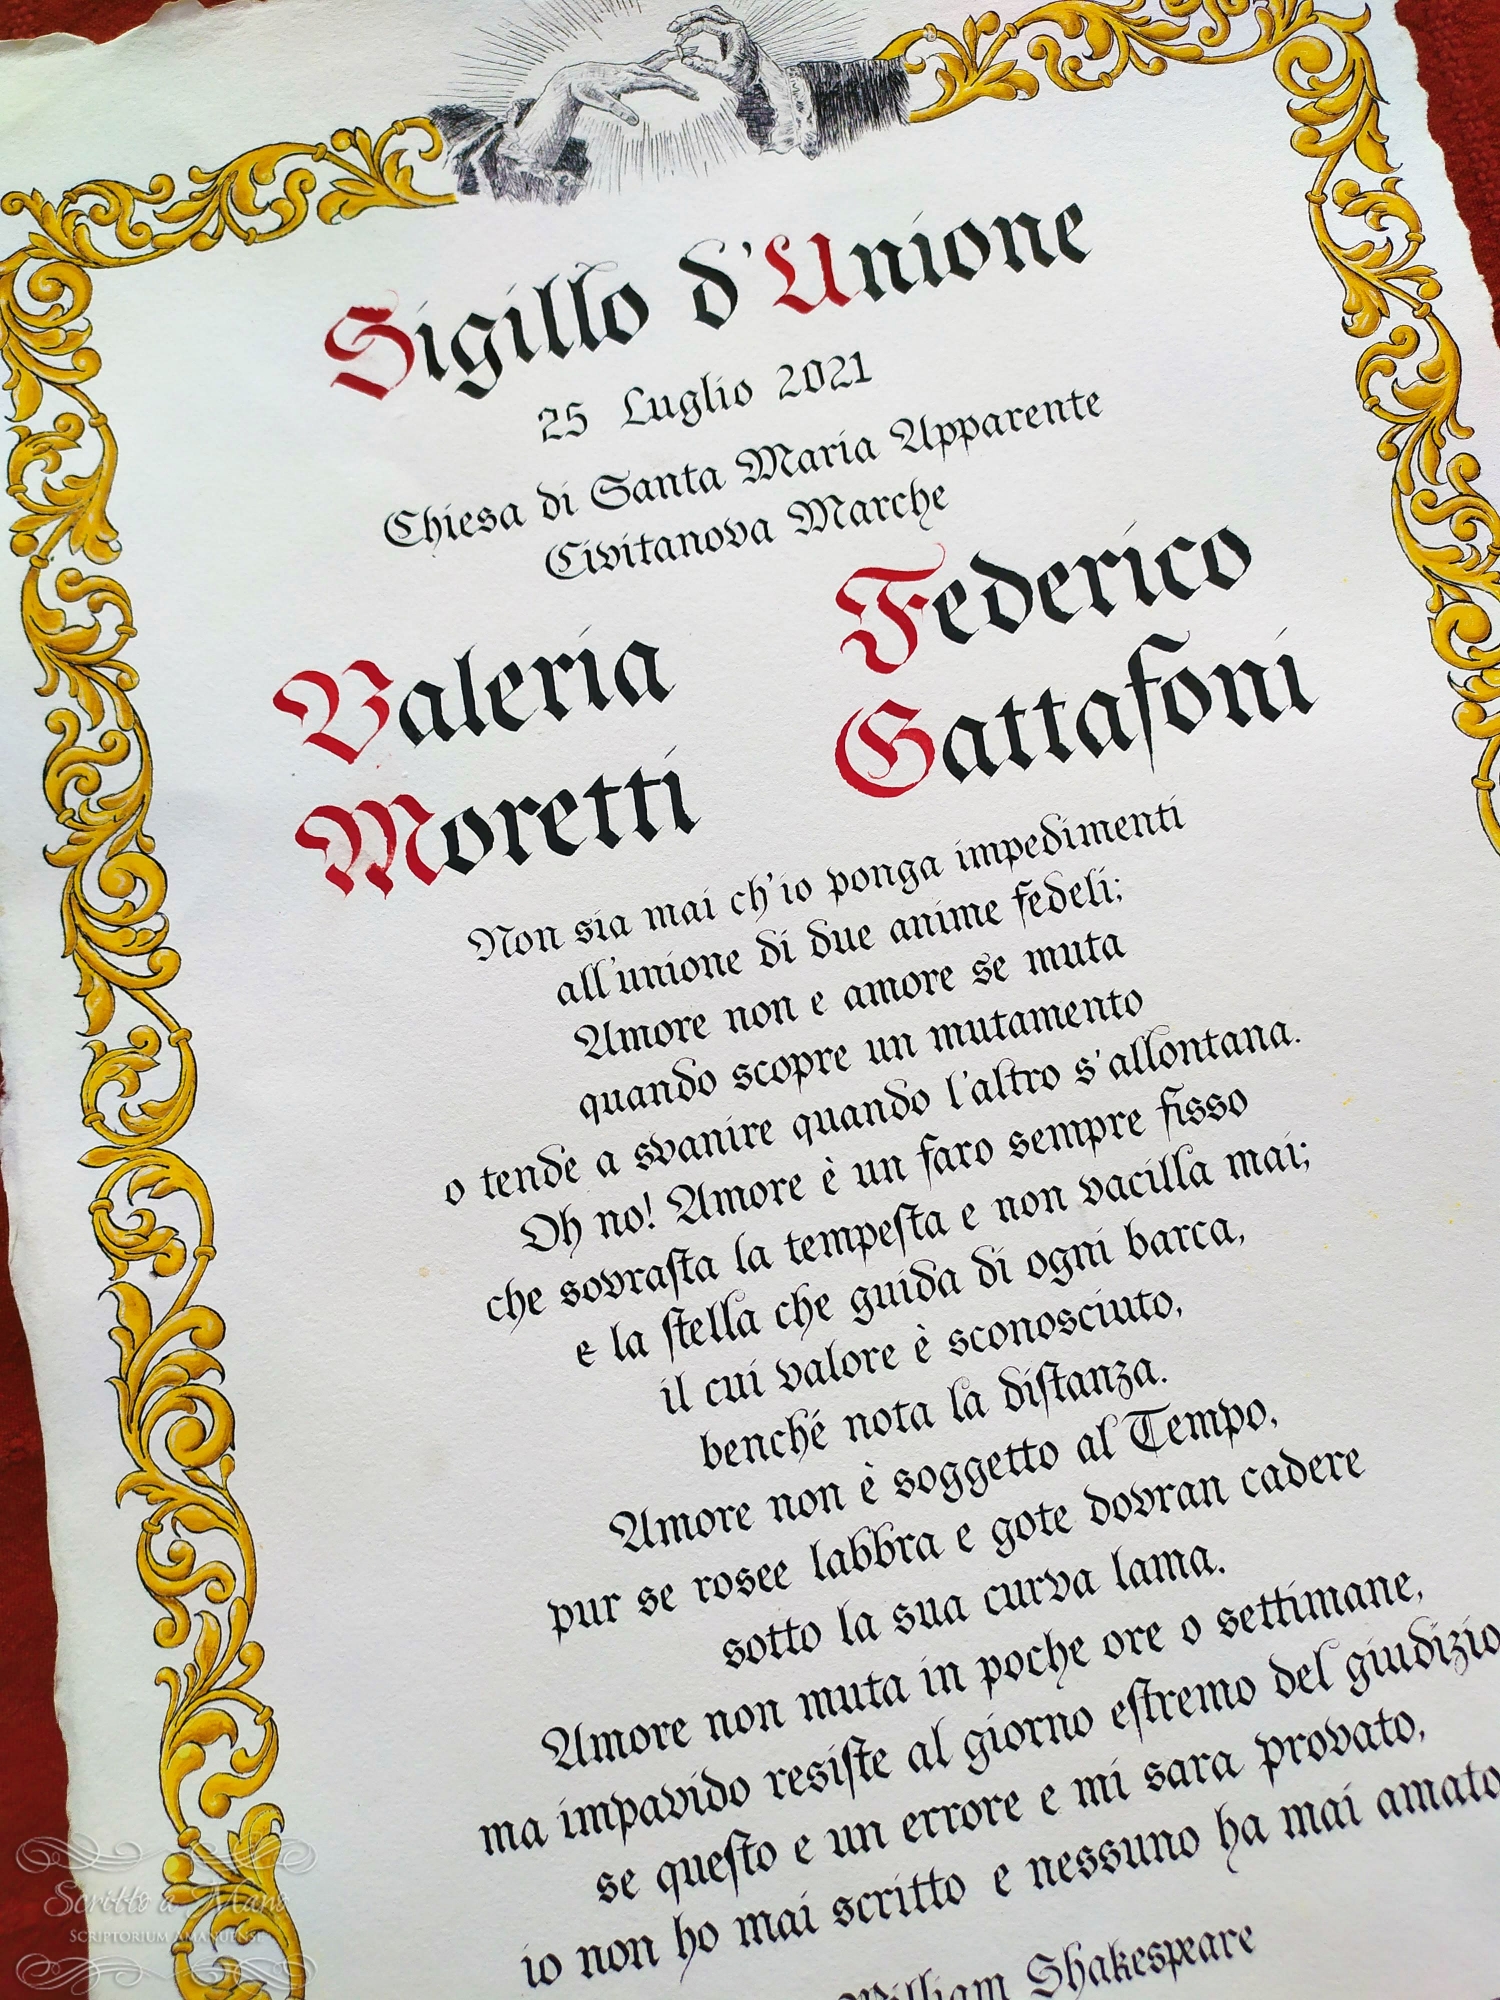 Sigillo d'Unione
25 Luglio 2021
Chiesa di Santa Maria Apparente
Civitanova Marche
Valeria
Moretti
Federico
Gattafoni
Non sia mai ch'io ponga impedimenti
all'unione di due anime fedeli;
Amore non e amore se muta
quando scopre un mutamento
o tende a svanire quando l'altro s'allontana.
Oh no! Amore è un faro sempre fisso
che sovrasta la tempesta e non vacilla mai;
e la stella che guida di ogni barca,
il cui valore è sconosciuto,
benché nota la distanza.
Amore non è soggetto al Tempo,
pur se rosee labbra e gote dovran cadere
sotto la sua curva lama.
Amore non muta in poche ore o settimane,
ma impavido resiste al giorno estremo del giudizio
se questo e un errore e mi sara provato,
io non ho mai scritto e nessuno ha mai amato
William Shakespeare
Scritto a Mano
Scriptorium Amanuense